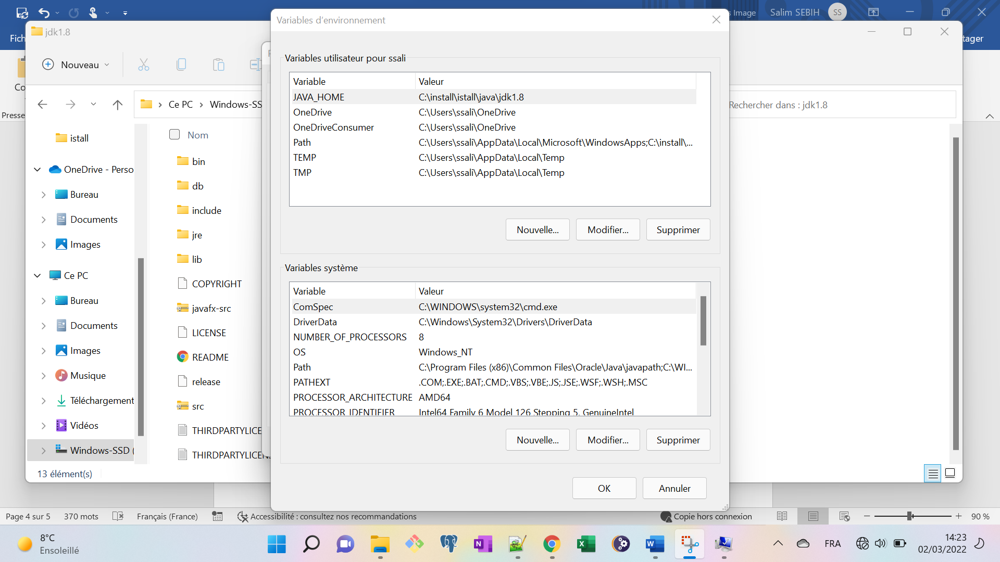 s Image
Salim SEBIH
SS
Fich
tager
Co
Presse
jdk1.8
Nouveau
Ce PC
Windows-SS
Rechercher dans : jdk1.8
istall
OneDrive - Perso
Bureau
Documents
Images
Ce PC
Bureau
Documents
Images
Musique
Téléchargement
Vidéos
Windows-SSD (
Nom
bin
db
include
jre
lib
COPYRIGHT
javafx-src
LICENSE
README
release
src
THIRDPARTYLICE
THIRDPARTYLICEN
13 élément(s)
Variables d'environnement
Variables utilisateur pour ssali
Variable Valeur
JAVA_HOME C:\install\istall\java\jdk1.8
OneDrive C:\Users\ssali\OneDrive
OneDriveConsumer C:\Users\ssali\OneDrive
Path C:\Users\ssali\AppData\Local\Microsoft\WindowsApps;C:\install\...
TEMP C:\Users\ssali\AppData\Local\Temp
TMP C:\Users\ssali\AppData\Local\Temp
Nouvelle... Modifier... Supprimer
Variables système
Variable Valeur
ComSpec C:\WINDOWS\system32\cmd.exe
DriverData C:\Windows\System32\Drivers\DriverData
NUMBER_OF_PROCESSORS 8
OS Windows_NT
Path C:\Program Files (x86)\Common Files\Oracle\Java\javapath;C:\WI...
PATHEXT .COM;.EXE;.BAT;.CMD;.VBS;.VBE;.JS;.JSE;.WSF;.WSH;.MSC
PROCESSOR_ARCHITECTURE AMD64
PROCESSOR_IDENTIFIER Intel64 Family 6 Model 126 Stepping 5, GenuineIntel
Nouvelle... Modifier... Supprimer
OK Annuler
Page 4 sur 5 370 mots Français (France) Accessibilité : consultez nos recommandations Copie hors connexion 90 %
8°C
Ensoleillé
FRA
14:23
02/03/2022